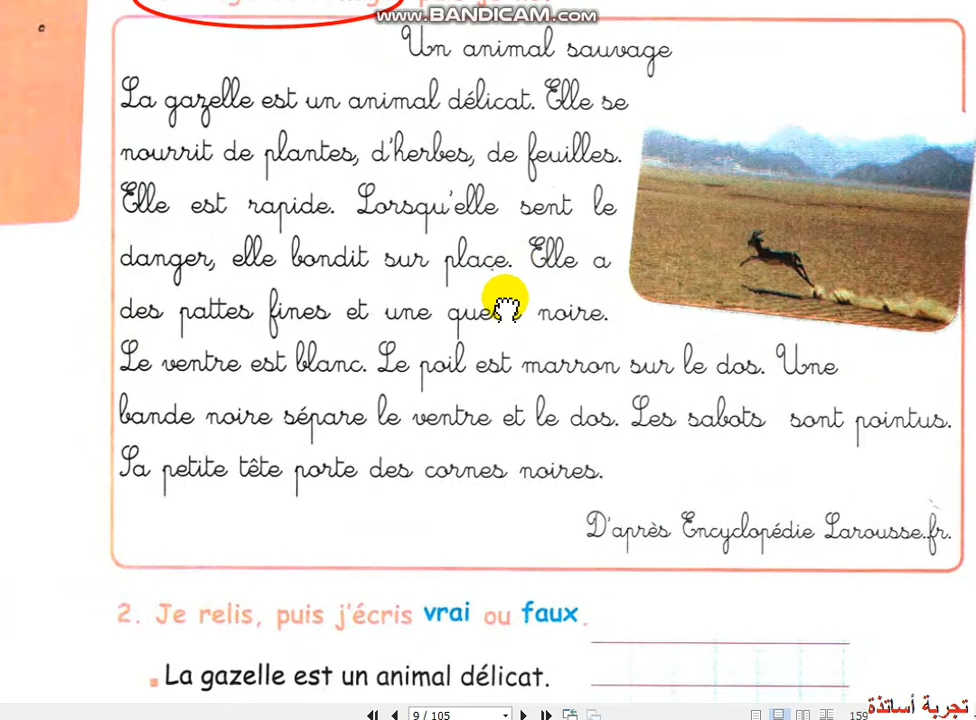 www.BANDICAM.com
Un animal sauvage
La gazelle est un animal délicat. Elle se
nourrit de plantes, d'herbes, de feuilles.
Elle est rapide. Lorsqu'elle sent le
danger, elle bondit sur place. Elle a
des pattes fines et une noire.
Le ventre est blanc. Le poil est marron sur le dos. Une
bande noire sépare le ventre et le dos. Les sabots sont pointus.
Sa petite tête porte des cornes noires.
D'après Encyclopédie Larousse.fr.
2. Je relis, puis j'écris vrai ou faux.
La gazelle est un animal délicat.
9 / 105
159
تجربة أساتذة